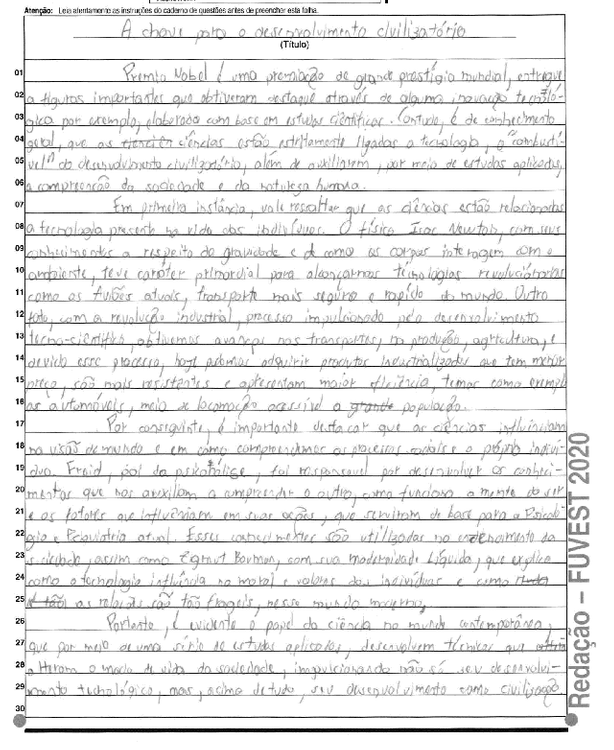 Atenção: Leia atentamente as instruções do caderno de questões antes de preencher esta folha.
A chave para o desenvolvimento civilizatório
(Título)
01 Premio Nobel é uma premiação de grande prestígio mundial, entregue
02 a figuras importantes que obtiveram destaque através de alguma inovação tecnoló-
03 gica por exemplo, elaborada com base em estudos científicos. Contudo, é de conhecimento
04 geral, que as ciências estão estritamente ligadas a tecnologia, o "combustí-
05 vel" do desenvolvimento civilizatório, além de auxiliarem, por meio de estudos aplicados,
06 a compreenção da sociedade e da natureza humana.
07 Em primeira instância, vale ressaltar que as ciências estão relacionadas
08 a tecnologia presente na vida dos indivíduos. O físico Isac Newton, com seus
09 conhecimentos a respeito da gravidade e de como os corpos interagem com o
10 ambiente, teve caráter primordial para alcançarmos tecnologias revolucionárias
11 como os aviões atuais, transporte mais seguro e rapido do mundo. Outro
12 fato, com a revolução industrial, processo impulsionado pelo desenvolvimento
13 tecno-científico, obtivemos avanços nos transportes, na produção, agricultura, e
14 devido esse processo, hoje podemos adquirir produtos industrializados que tem menor
15 preço, são mais resistentes e apresentam maior eficiência, temos como exemplo
16 os automóveis, meio de locomoção acessível a grande população.
17 Por conseguinte, é importante destacar que as ciências influenciam
18 na visão de mundo e em como compreendemos os processos sociais e o próprio indiví-
19 duo. Froid, pai da psicanálise, foi responsavel por desenvolver os conheci-
20 mentos que nos auxiliam a compreender o outro, como funciona a mente do ser
21 e os fatores que influenciam em suas ações, que serviram de base para a Psicolo-
22 gia e Psiquiatria atual. Esses conhecimentos são utilizados no entendimento da
23 sociedade, assim como Zigmut Bauman, com sua modernidade Líquida, que explica
24 como a tecnologia influência na moral e valores dos indivíduos e como
25 as relações são tão frageis, nesse mundo moderno.
26 Portanto, é evidente o papel da ciência no mundo contemporâneo,
27 que por meio de uma série de estudos aplicados, desenvolvem técnicas que
28 alteram o modo de vida da sociedade, impulsionando não só seu desenvolvi-
29 mento tecnológico, mas, acima de tudo, seu desenvolvimento como civilização
30
Redação – FUVEST 2020